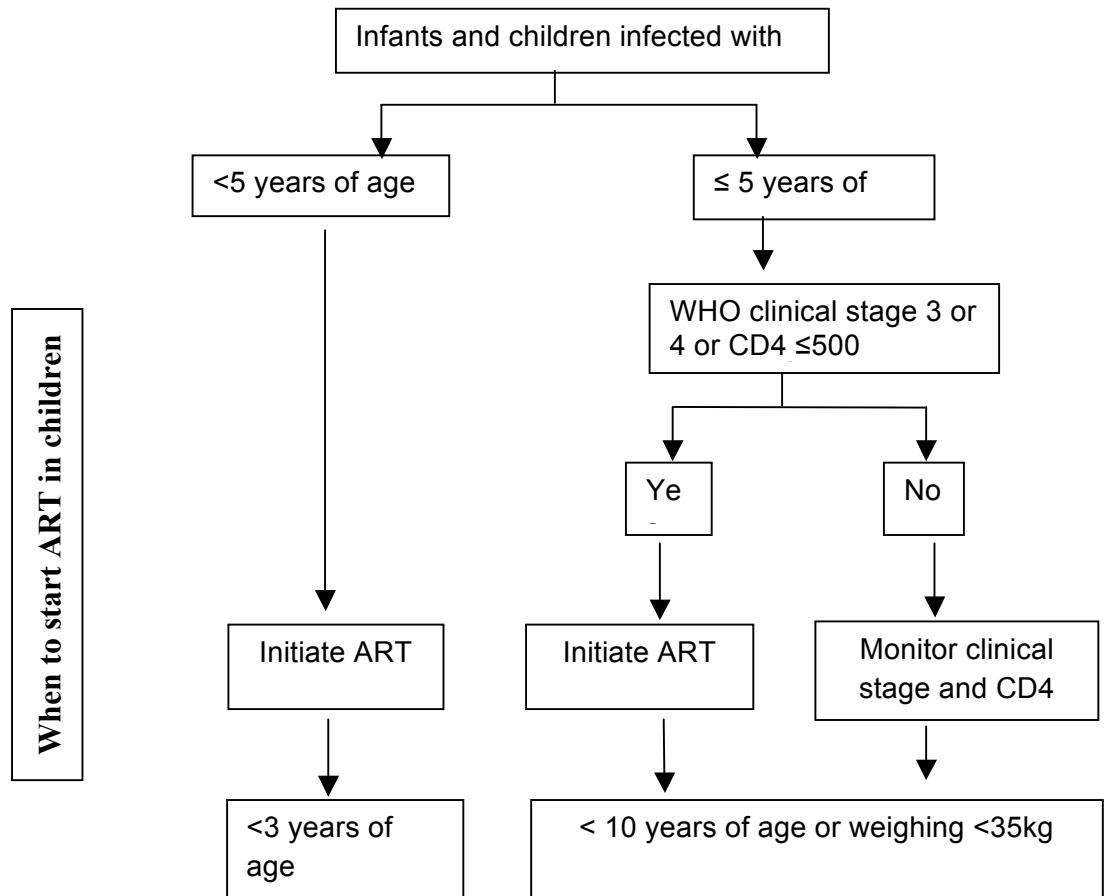 Infants and children infected with
<5 years of age
≤ 5 years of
WHO clinical stage 3 or
4 or CD4 ≤500
When to start ART in children
Ye
No
Initiate ART
Initiate ART
Monitor clinical
stage and CD4
<3 years of
age
< 10 years of age or weighing <35kg